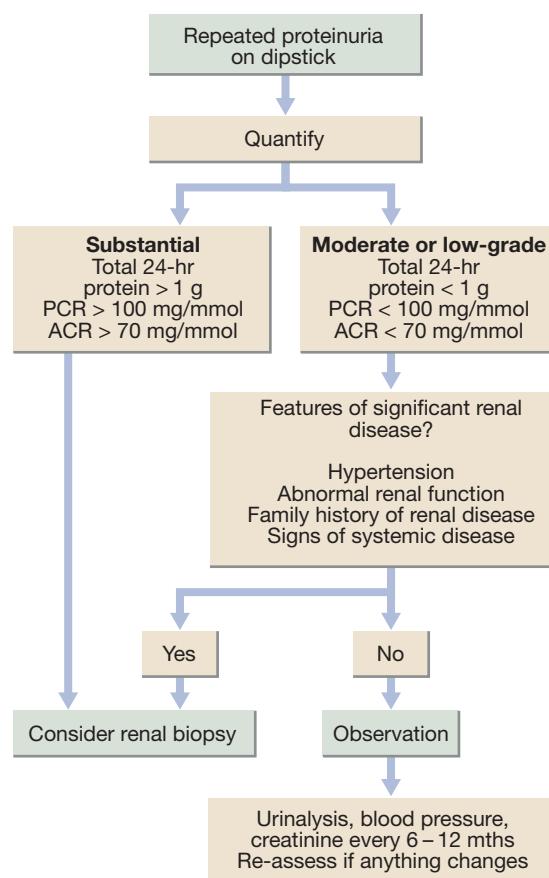 Repeated proteinuria
on dipstick
Quantify
Substantial
Total 24-hr
protein > 1 g
PCR > 100 mg/mmol
ACR > 70 mg/mmol
Moderate or low-grade
Total 24-hr
protein < 1 g
PCR < 100 mg/mmol
ACR < 70 mg/mmol
Features of significant renal
disease?
Hypertension
Abnormal renal function
Family history of renal disease
Signs of systemic disease
Yes
No
Consider renal biopsy
Observation
Urinalysis, blood pressure,
creatinine every 6 – 12 mths
Re-assess if anything changes